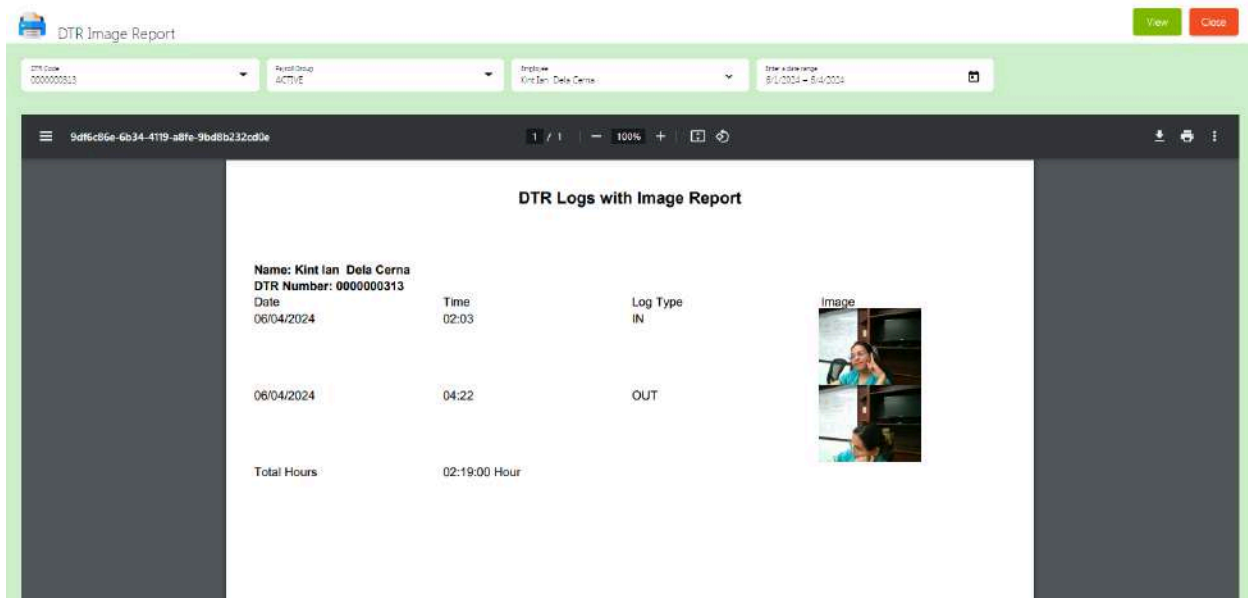 DTR Image Report
View
Close
DTR Code
0000000313
Payroll Group
ACTIVE
Employee
Kint Ian Dela Cerna
Enter a date range
6/1/2024 – 6/4/2024
9df6c86e-6b34-4119-a8fe-9bd8b232cd0e
1 / 1
100%
DTR Logs with Image Report
Name: Kint Ian Dela Cerna
DTR Number: 0000000313
Date Time Log Type Image
06/04/2024 02:03 IN
06/04/2024 04:22 OUT
Total Hours 02:19:00 Hour